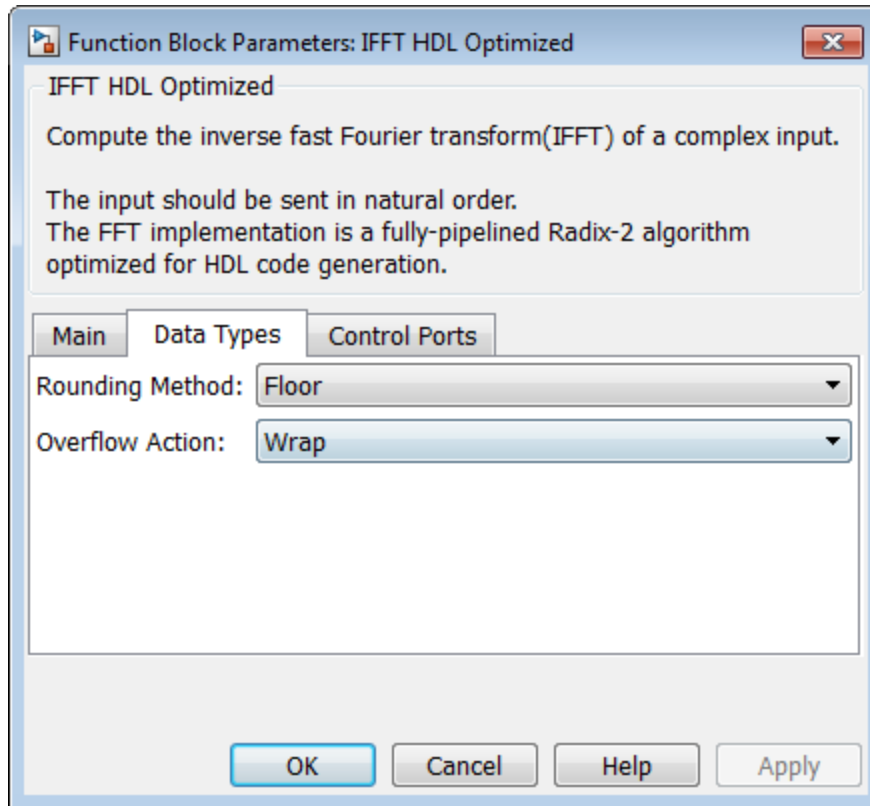 Function Block Parameters: IFFT HDL Optimized
IFFT HDL Optimized
Compute the inverse fast Fourier transform(IFFT) of a complex input.
The input should be sent in natural order.
The FFT implementation is a fully-pipelined Radix-2 algorithm
optimized for HDL code generation.
Main Data Types Control Ports
Rounding Method: Floor
Overflow Action: Wrap
OK Cancel Help Apply